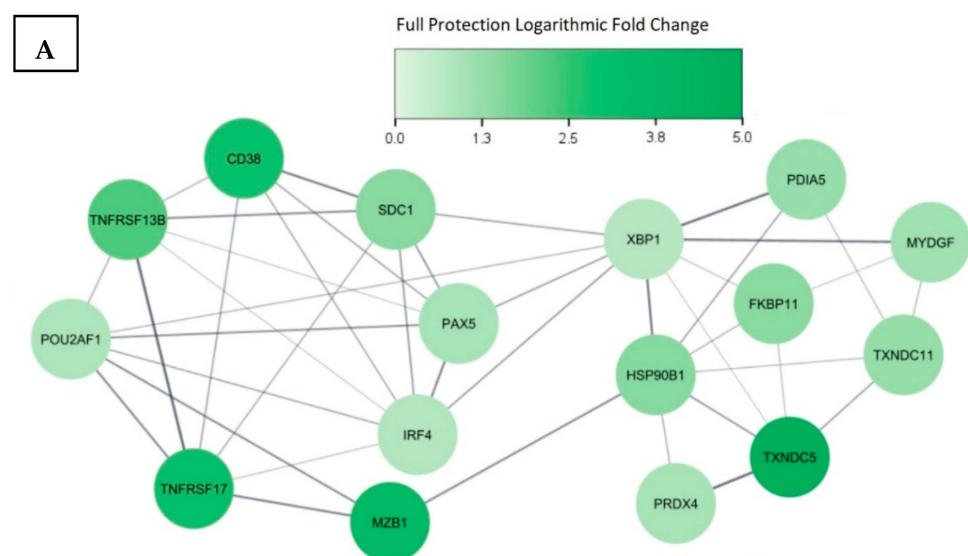 A
Full Protection Logarithmic Fold Change
0.0 1.3 2.5 3.8 5.0
CD38
PDIA5
TNFRSF13B
SDC1
XBP1
MYDGF
FKBP11
PAX5
POU2AF1
TXNDC11
HSP90B1
IRF4
TXNDC5
TNFRSF17
PRDX4
MZB1